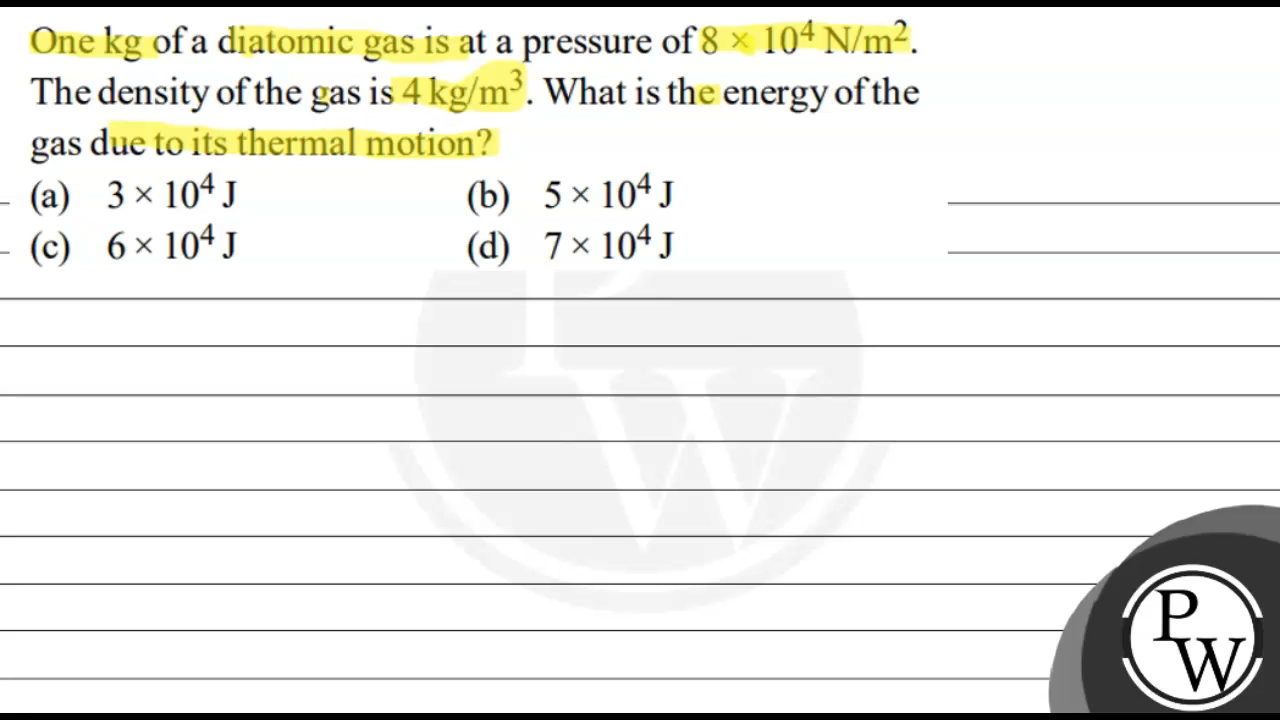 One kg of a diatomic gas is at a pressure of 8 × 10⁴ N/m².
The density of the gas is 4 kg/m³. What is the energy of the
gas due to its thermal motion?
(a) 3 × 10⁴ J (b) 5 × 10⁴ J
(c) 6 × 10⁴ J (d) 7 × 10⁴ J
PW
PW